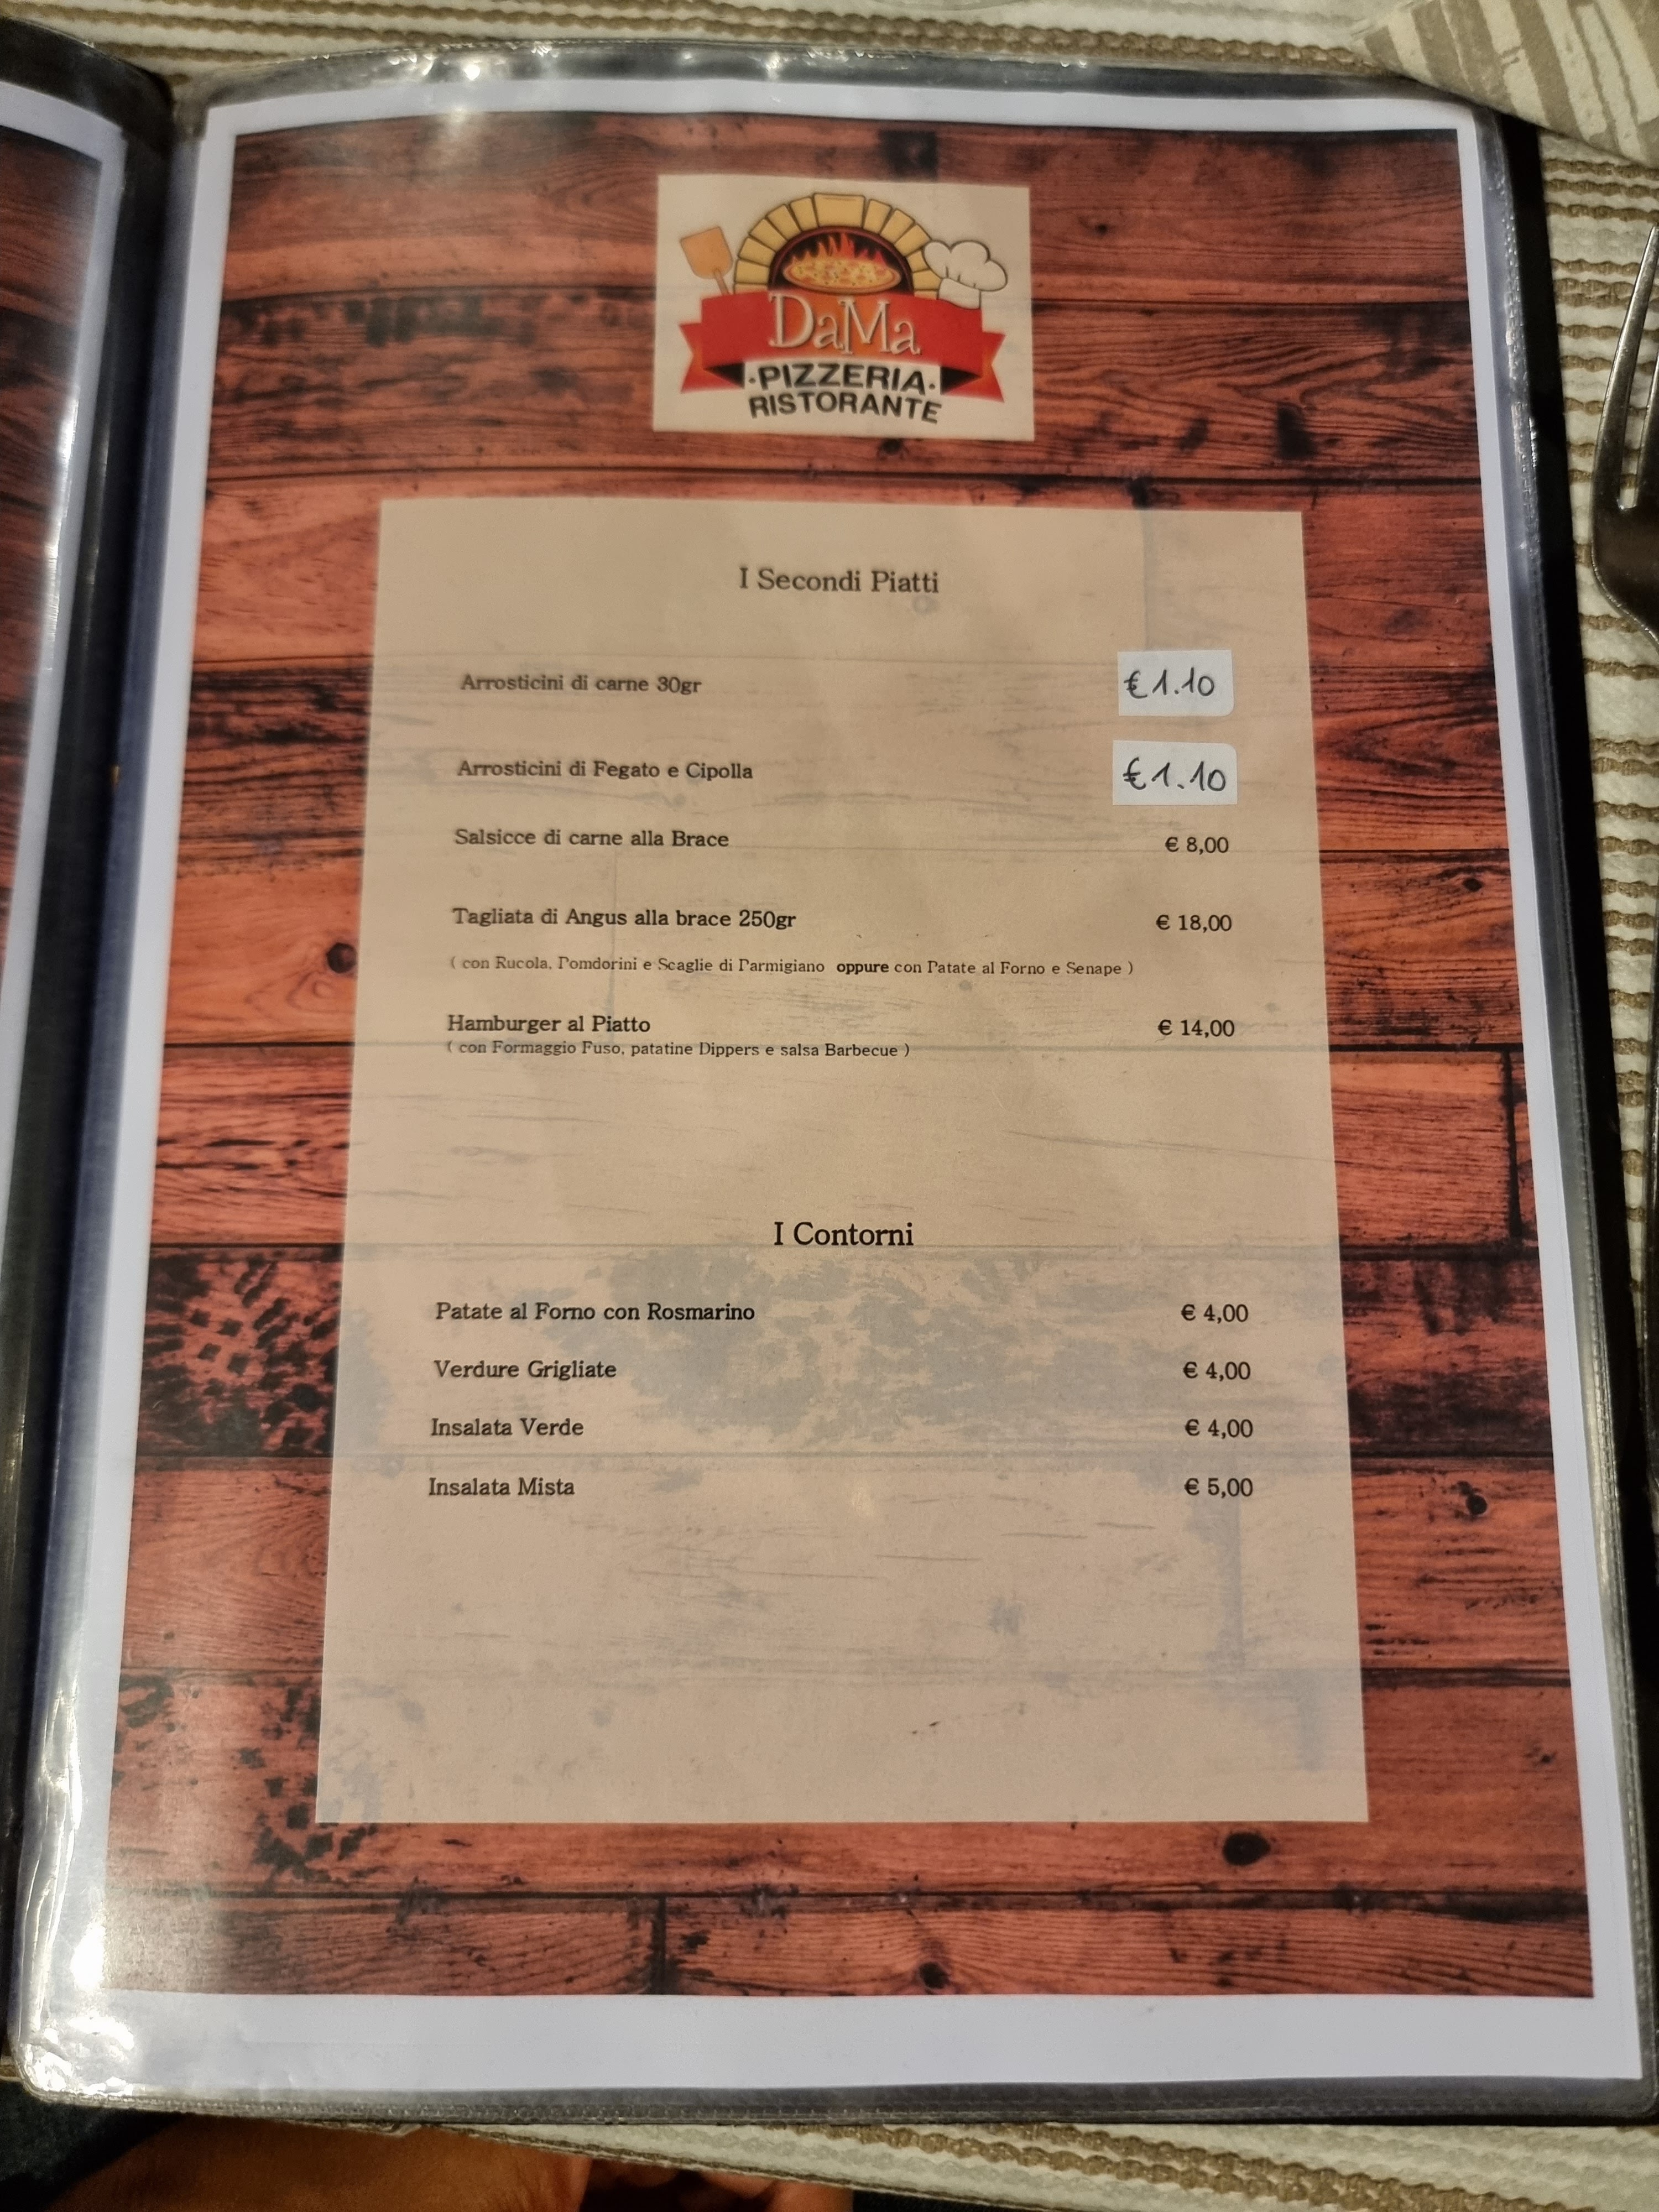 DaMa
·PIZZERIA·
RISTORANTE
I Secondi Piatti
Arrosticini di carne 30gr €1.10
Arrosticini di Fegato e Cipolla €1.10
Salsicce di carne alla Brace € 8,00
Tagliata di Angus alla brace 250gr € 18,00
( con Rucola, Pomdorini e Scaglie di Parmigiano oppure con Patate al Forno e Senape )
Hamburger al Piatto € 14,00
( con Formaggio Fuso, patatine Dippers e salsa Barbecue )
I Contorni
Patate al Forno con Rosmarino € 4,00
Verdure Grigliate € 4,00
Insalata Verde € 4,00
Insalata Mista € 5,00